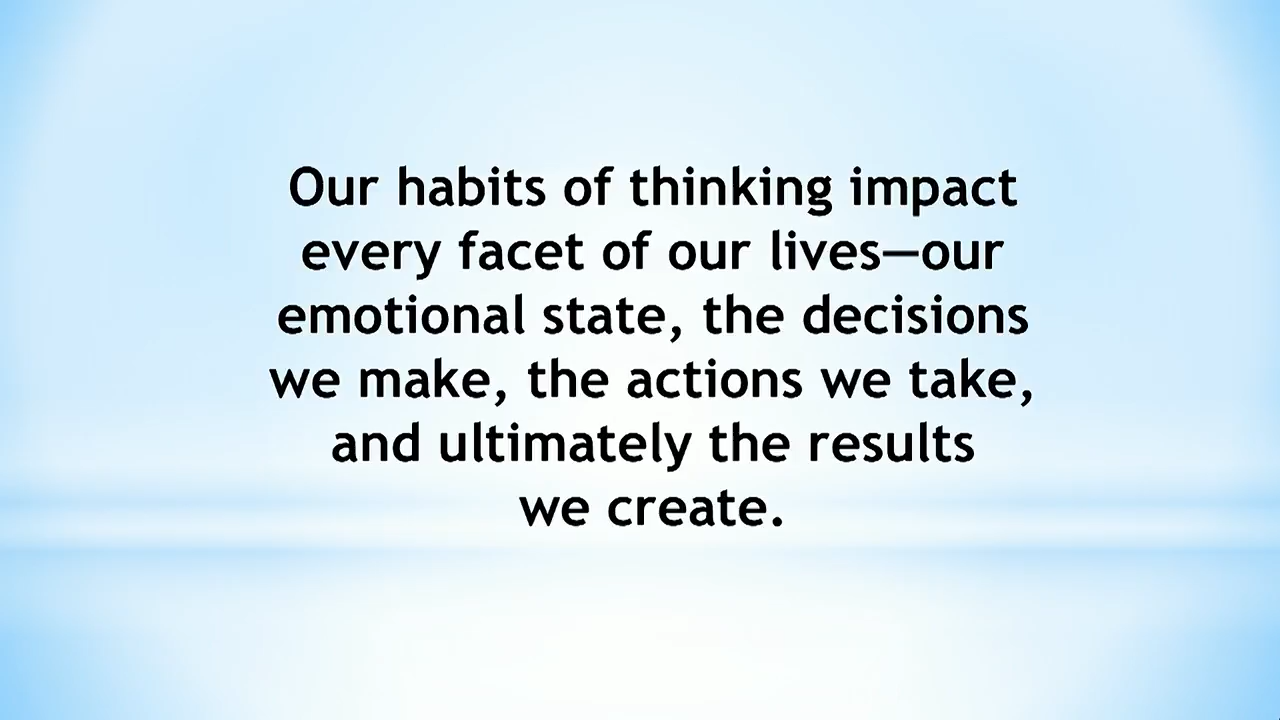 Our habits of thinking impact
every facet of our lives—our
emotional state, the decisions
we make, the actions we take,
and ultimately the results
we create.